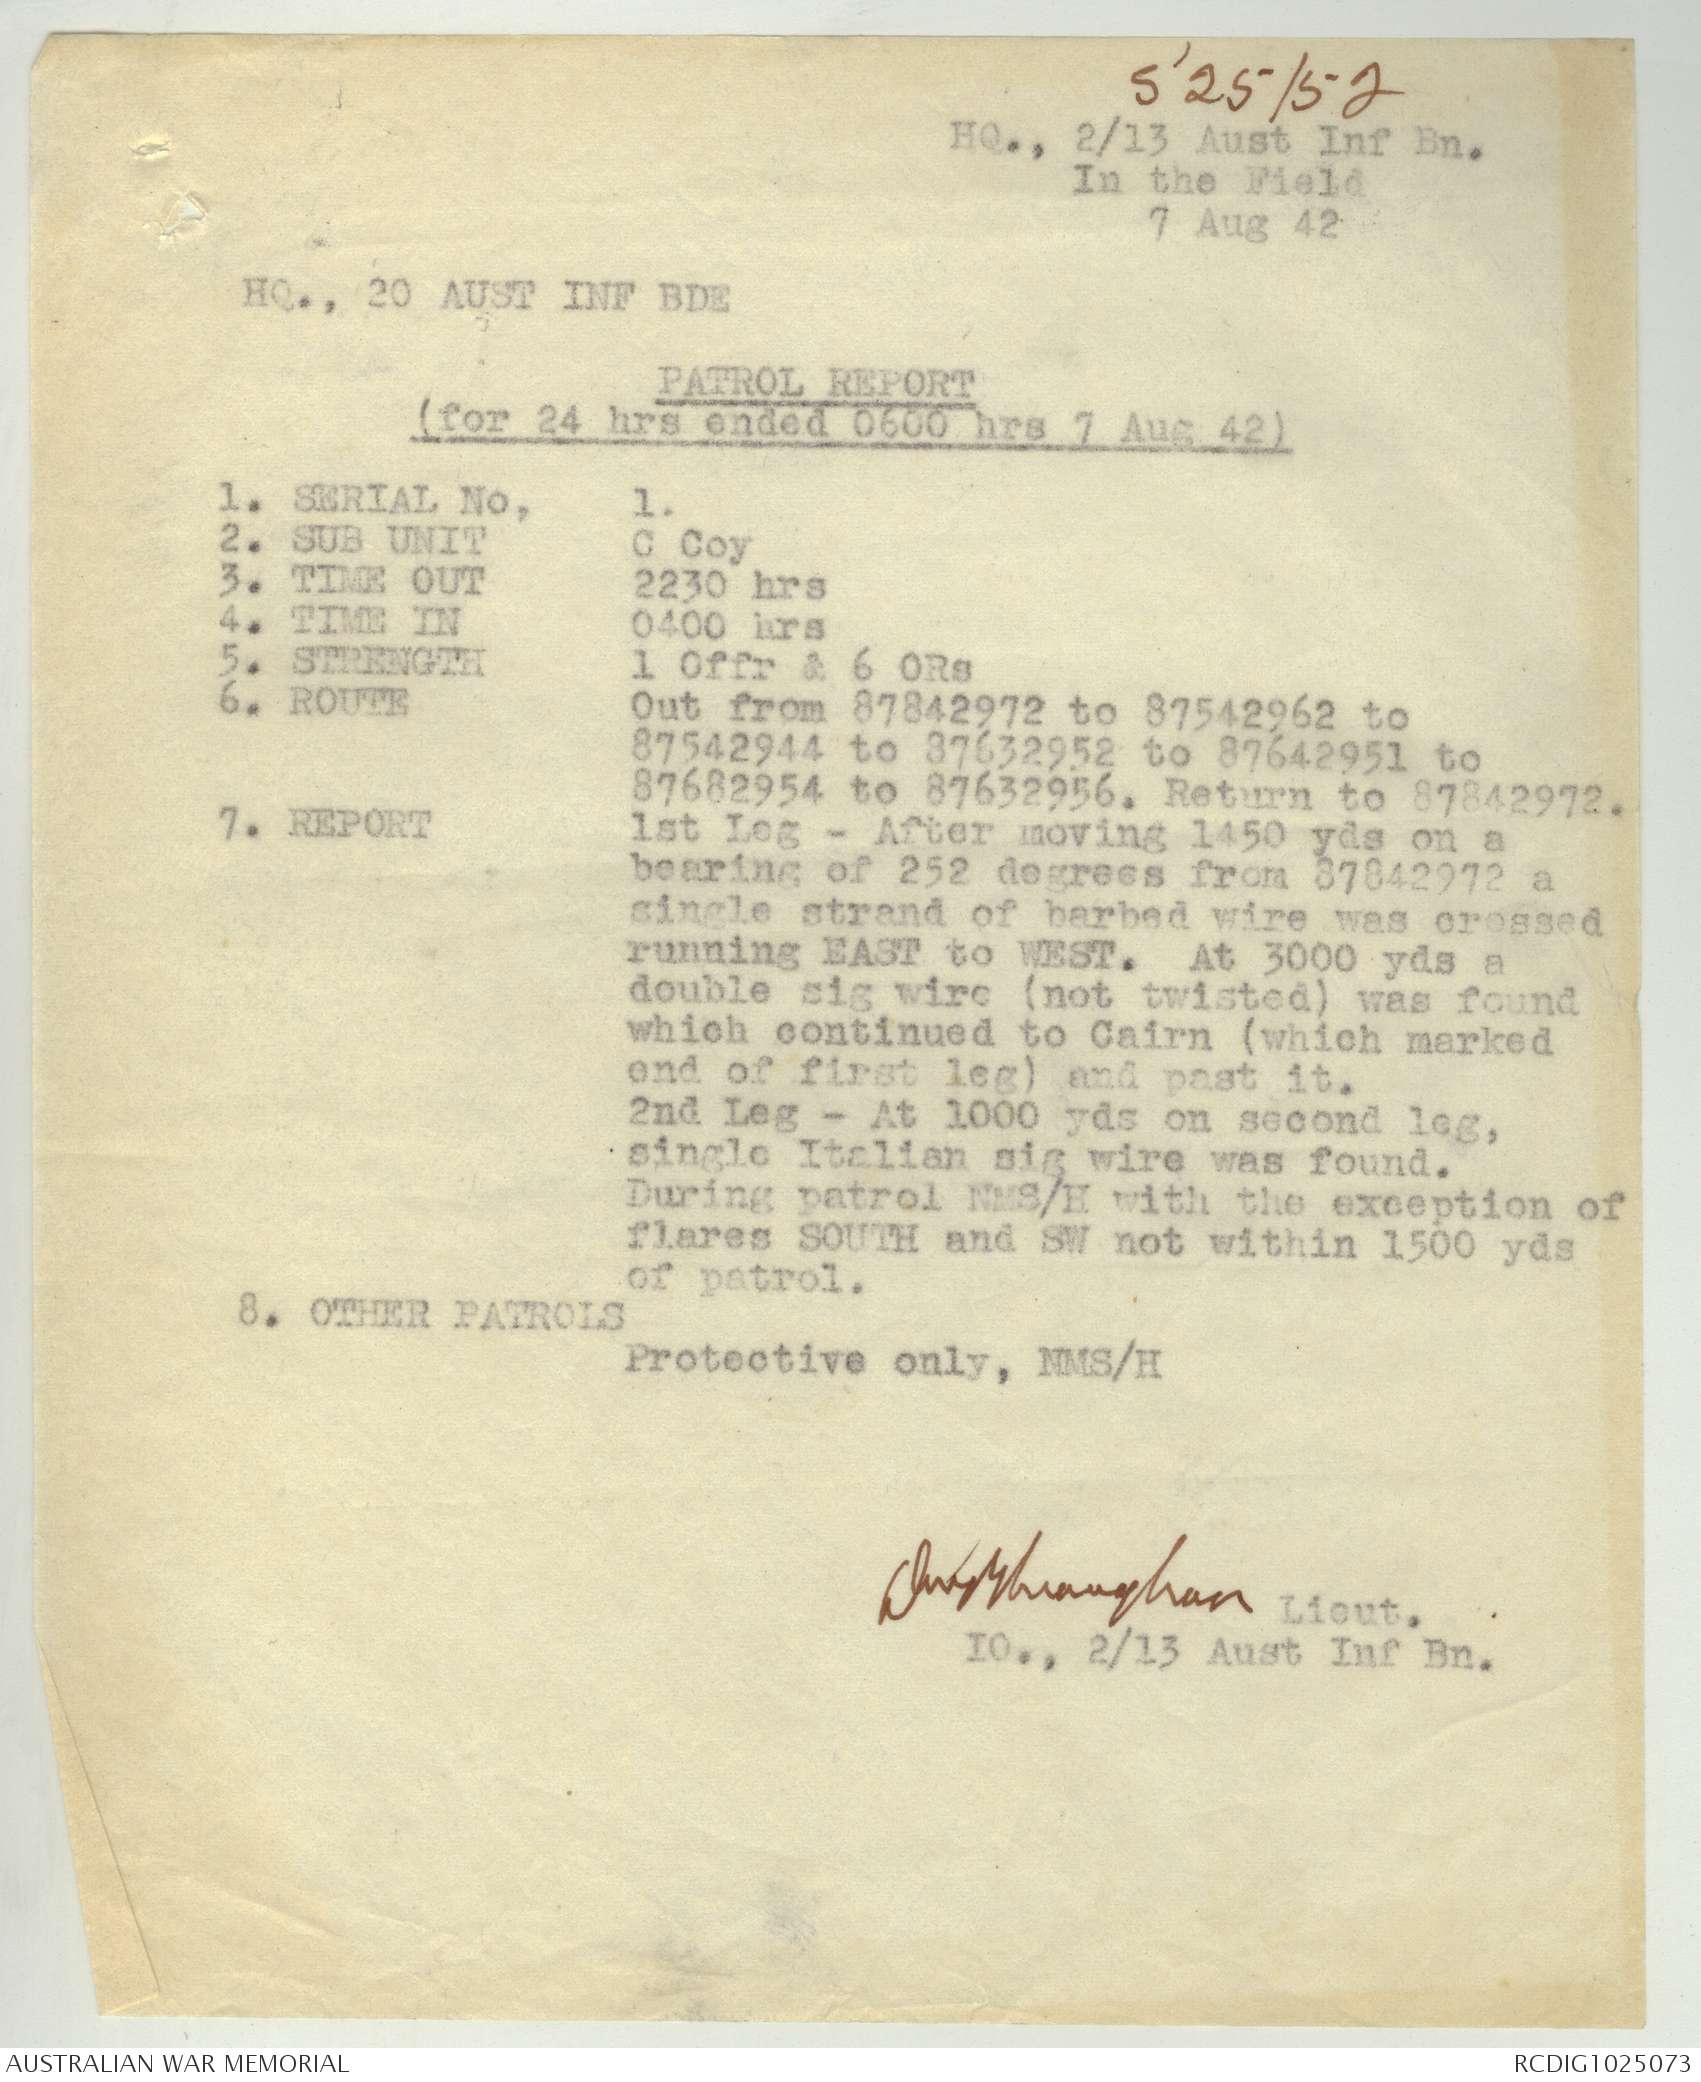 525/52
HQ., 2/13 Aust Inf Bn.
In the Field
7 Aug 42
HQ., 20 AUST INF BDE
PATROL REPORT
(for 24 hrs ended 0600 hrs 7 Aug 42)
1. SERIAL No, 1.
2. SUB UNIT C Coy
3. TIME OUT 2230 hrs
4. TIME IN 0400 hrs
5. STRENGTH 1 Offr & 6 ORs
6. ROUTE Out from 87842972 to 87542962 to
87542944 to 87632952 to 87642951 to
87682954 to 87632956. Return to 87842972.
7. REPORT 1st Leg - After moving 1450 yds on a
bearing of 252 degrees from 87842972 a
single strand of barbed wire was crossed
running EAST to WEST. At 3000 yds a
double sig wire (not twisted) was found
which continued to Cairn (which marked
end of first leg) and past it.
2nd Leg - At 1000 yds on second leg,
single Italian sig wire was found.
During patrol NMS/H with the exception of
flares SOUTH and SW not within 1500 yds
of patrol.
8. OTHER PATROLS
Protective only, NMS/H
Lieut.
IO., 2/13 Aust Inf Bn.
AUSTRALIAN WAR MEMORIAL
RCDIG1025073